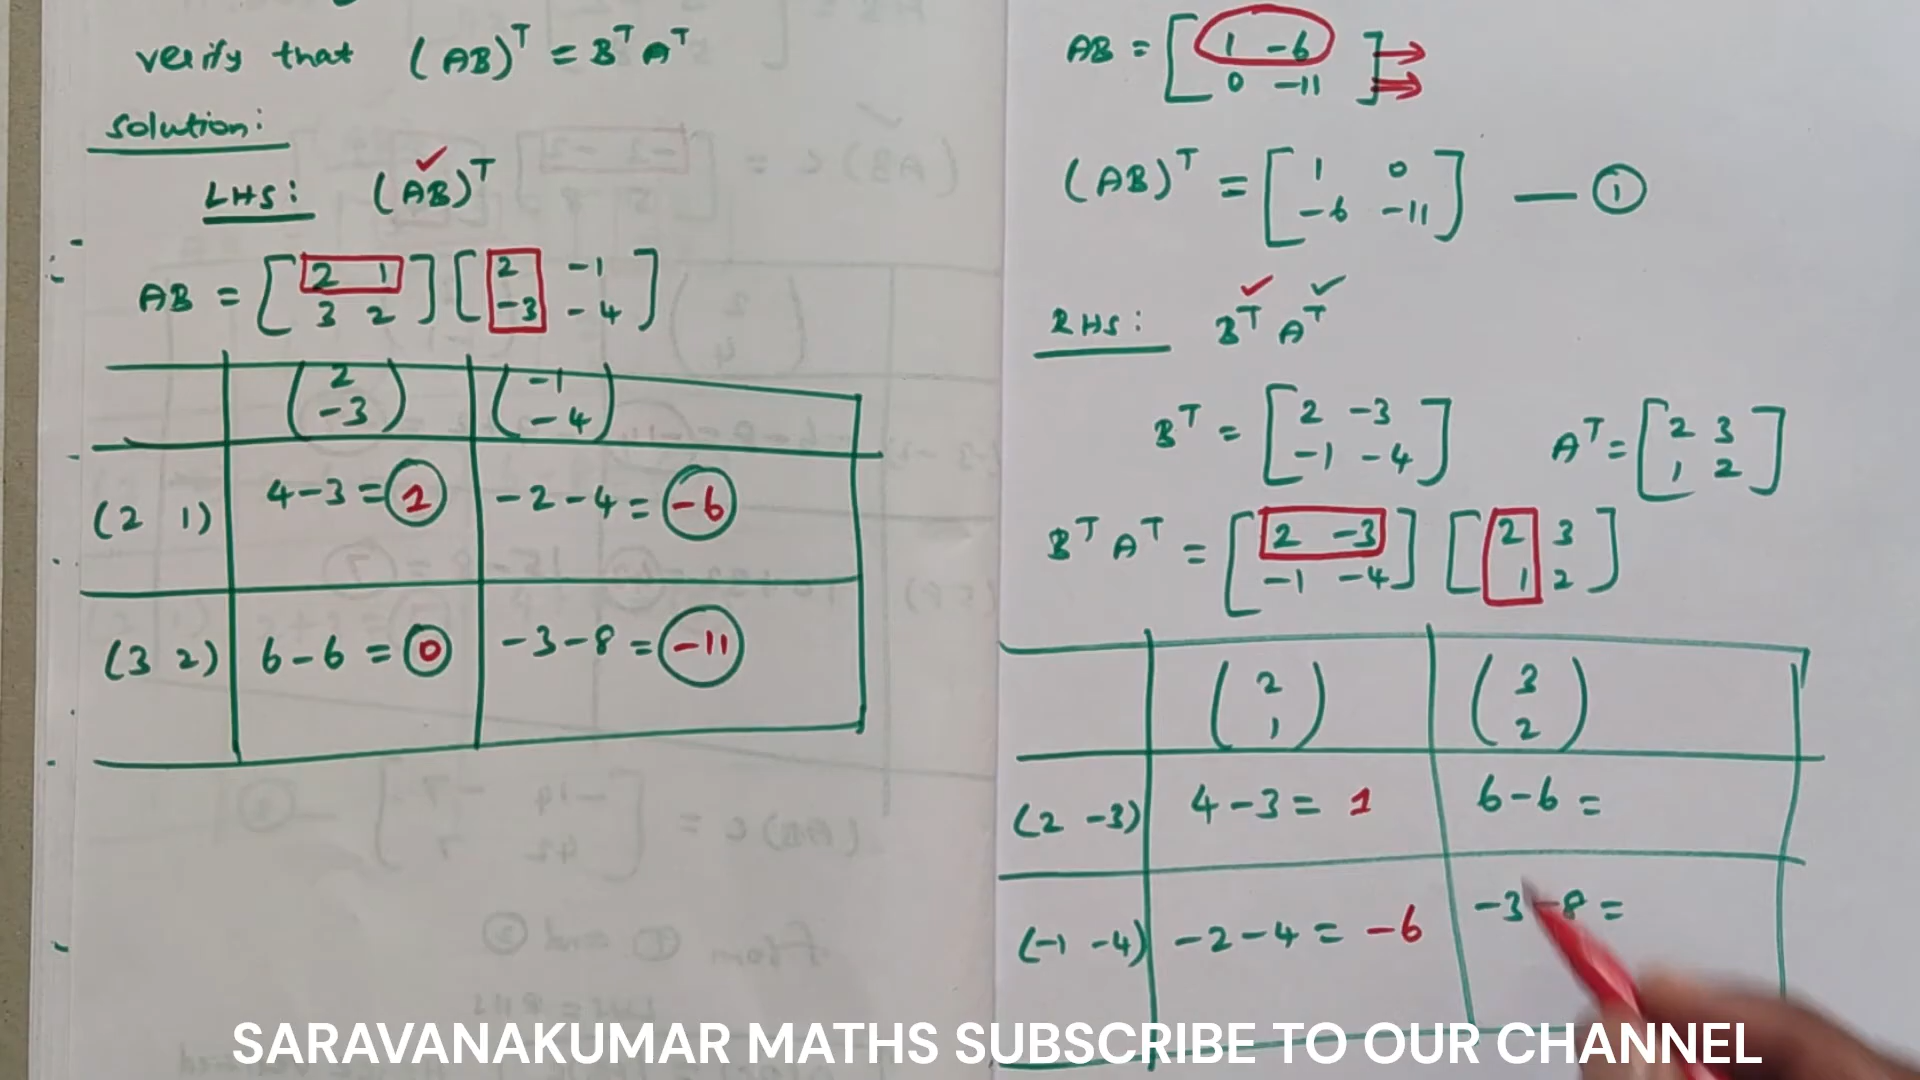 verify that (AB)ᵀ = Bᵀ Aᵀ
Solution:
LHS: (AB)ᵀ
AB = [ 2 1 ] [ 2 -1 ]
3 2 -3 -4
( 2 ) ( -1 )
-3 -4
(2 1) 4-3 = 1 -2-4 = -6
(3 2) 6-6 = 0 -3-8 = -11
AB = [ 1 -6 ]
0 -11
(AB)ᵀ = [ 1 0 ] — ①
-6 -11
RHS: Bᵀ Aᵀ
Bᵀ = [ 2 -3 ] Aᵀ = [ 2 3 ]
-1 -4 1 2
Bᵀ Aᵀ = [ 2 -3 ] [ 2 3 ]
-1 -4 1 2
( 2 ) ( 3 )
1 2
(2 -3) 4-3 = 1 6-6 =
(-1 -4) -2-4 = -6 -3-8 =
SARAVANAKUMAR MATHS SUBSCRIBE TO OUR CHANNEL